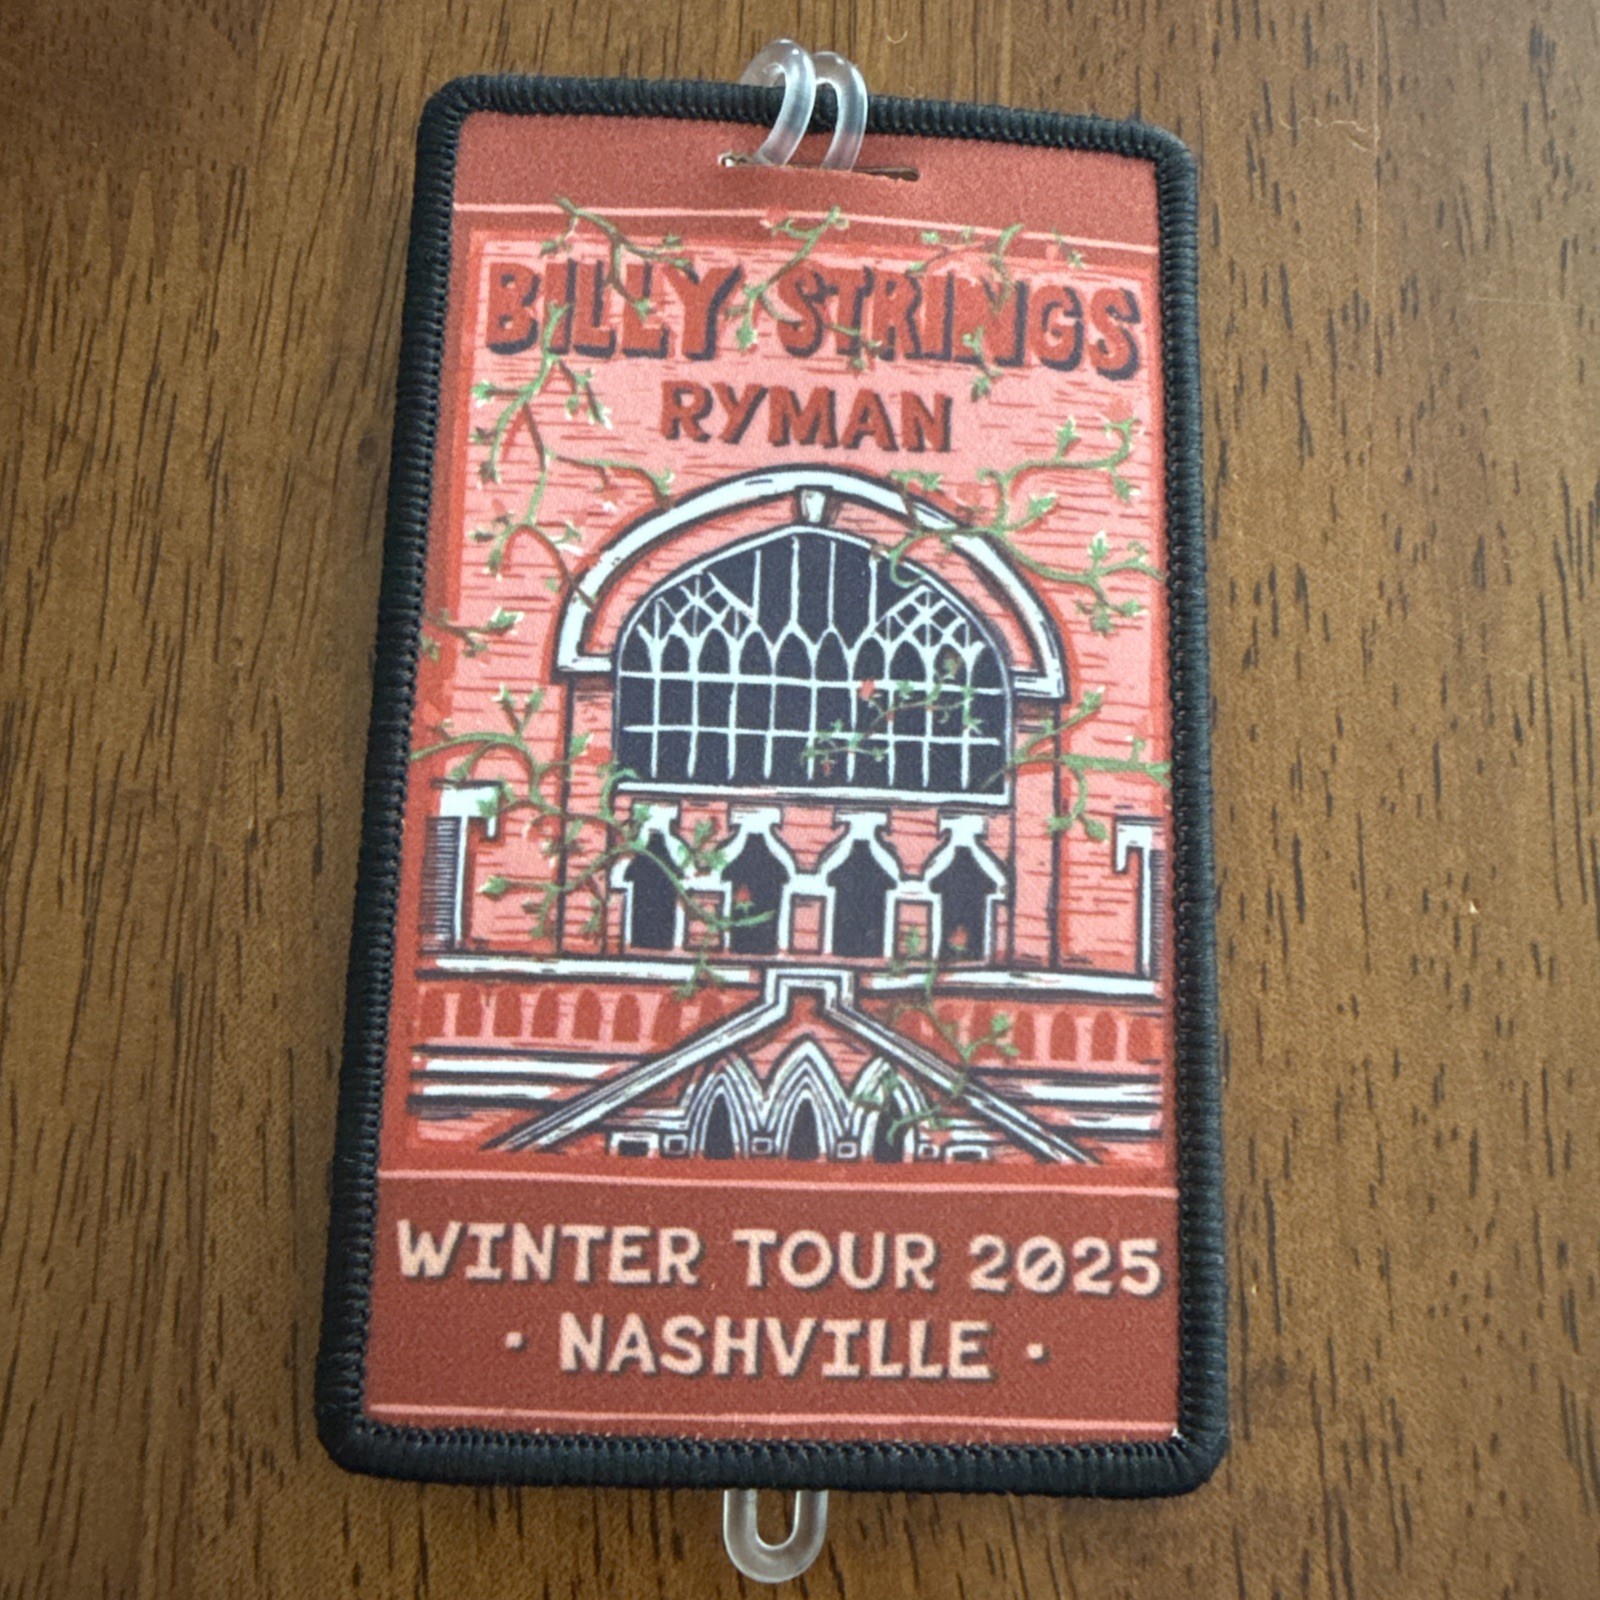 BILLY STRINGS
RYMAN
WINTER TOUR 2025
· NASHVILLE ·